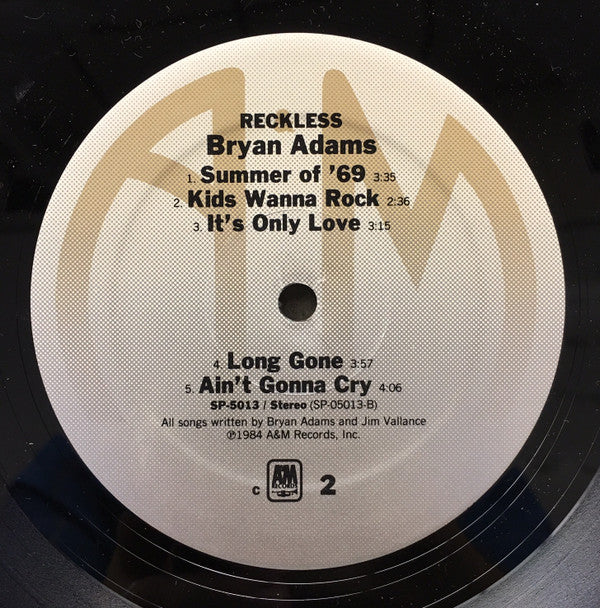 RECKLESS
Bryan Adams
1. Summer of '69 3:35
2. Kids Wanna Rock 2:36
3. It's Only Love 3:15
4. Long Gone 3:57
5. Ain't Gonna Cry 4:06
SP-5013 / Stereo (SP-05013-B)
All songs written by Bryan Adams and Jim Vallance
℗1984 A&M Records, Inc.
C A&M RECORDS 2